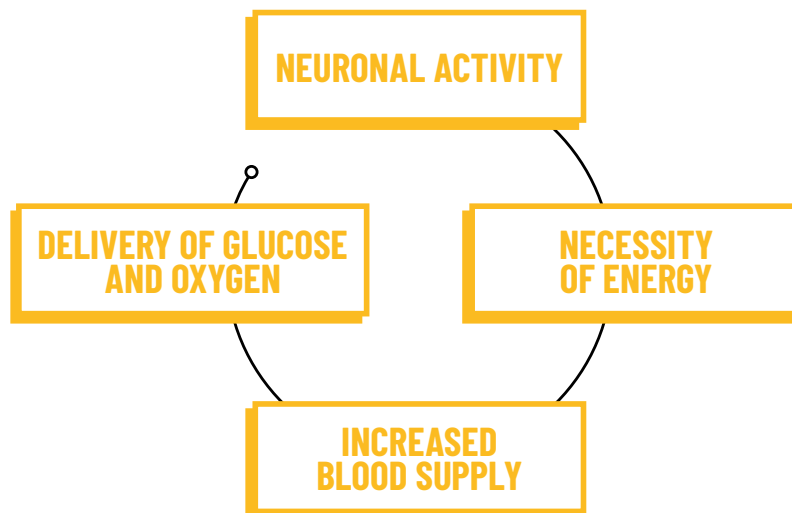 NEURONAL ACTIVITY
DELIVERY OF GLUCOSE
AND OXYGEN
NECESSITY
OF ENERGY
INCREASED
BLOOD SUPPLY